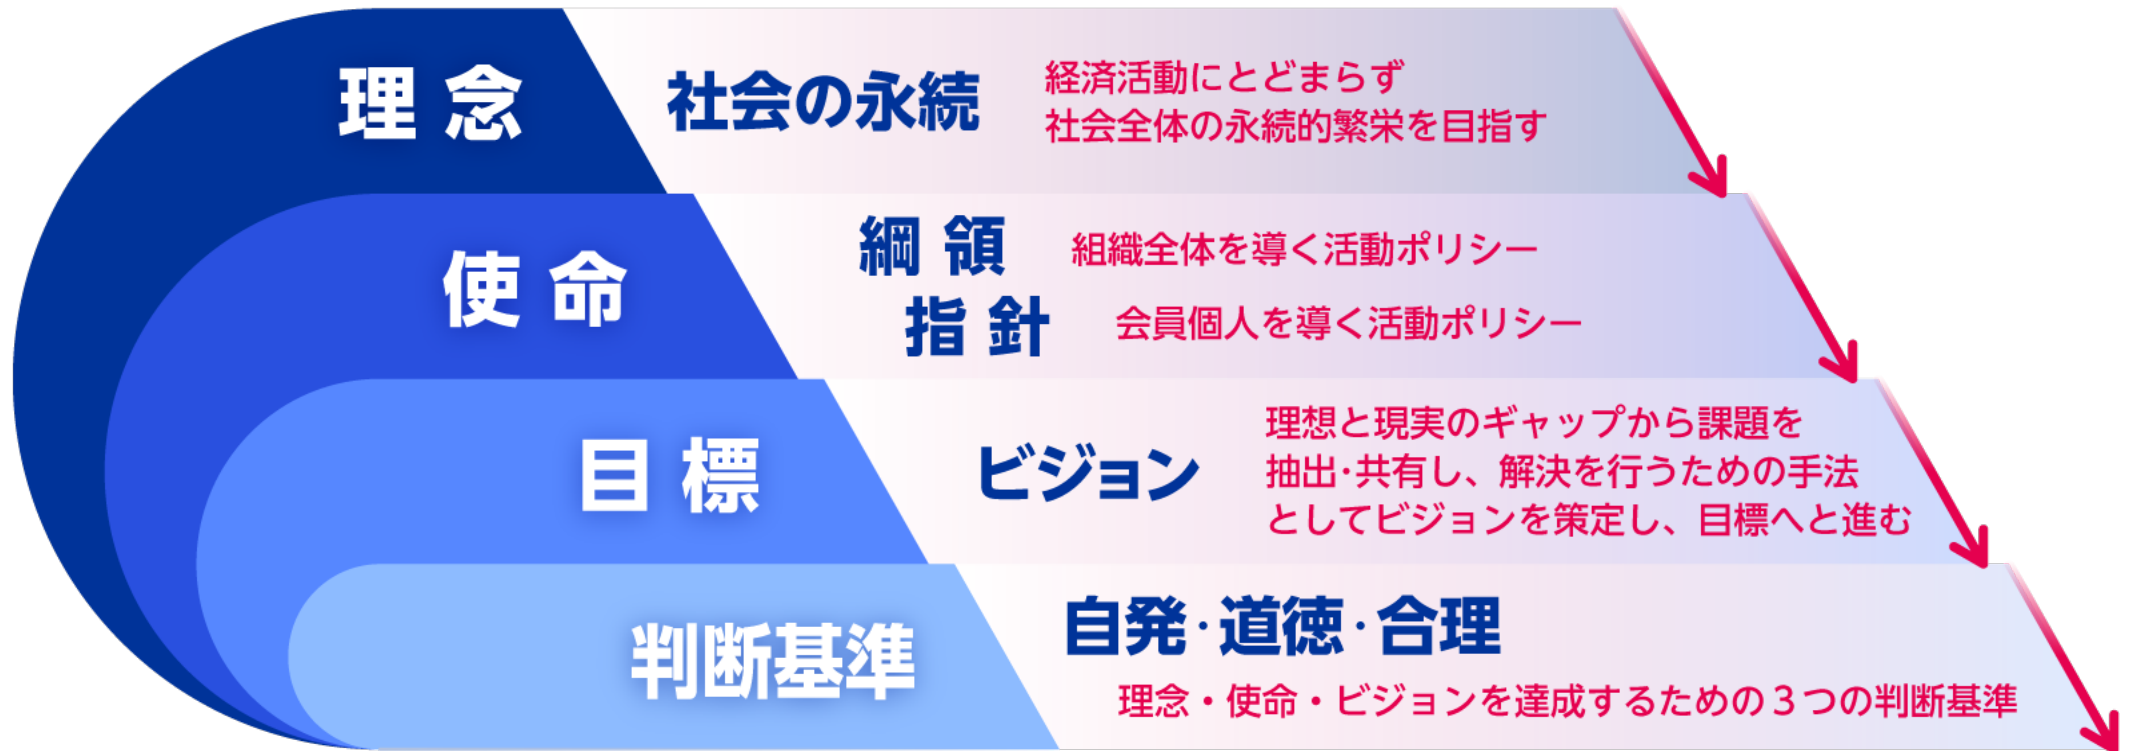 理念
社会の永続
経済活動にとどまらず
社会全体の永続的繁栄を目指す
使命
綱領
組織全体を導く活動ポリシー
指針
会員個人を導く活動ポリシー
目標
ビジョン
理想と現実のギャップから課題を
抽出・共有し、解決を行うための手法
としてビジョンを策定し、目標へと進む
判断基準
自発・道徳・合理
理念・使命・ビジョンを達成するための3つの判断基準